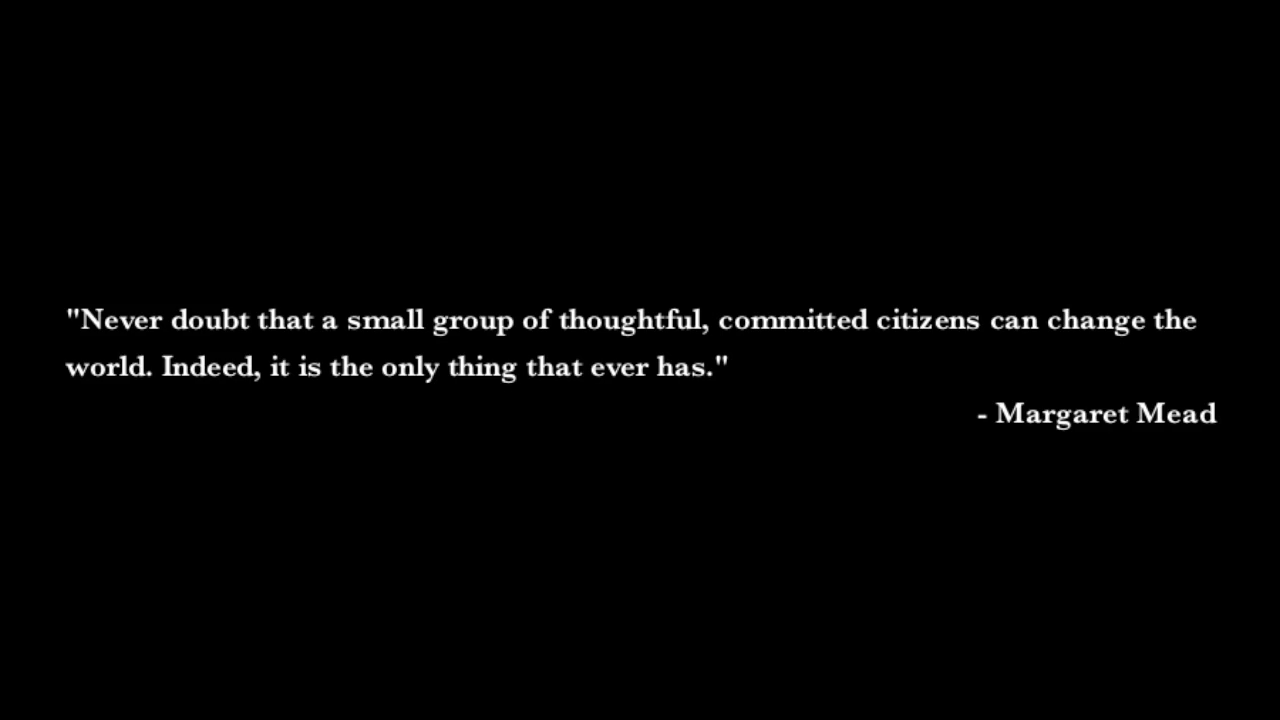 "Never doubt that a small group of thoughtful, committed citizens can change the
world. Indeed, it is the only thing that ever has."
- Margaret Mead